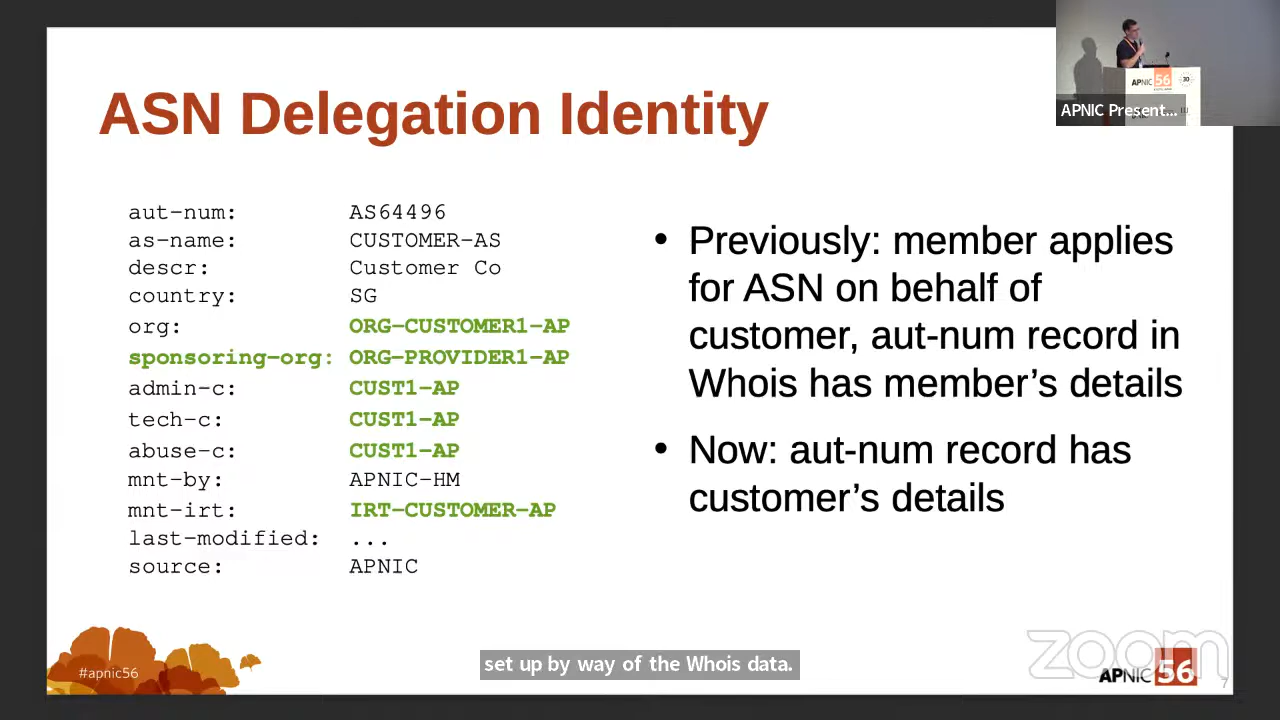 ASN Delegation Identity
aut-num: AS64496
as-name: CUSTOMER-AS
descr: Customer Co
country: SG
org: ORG-CUSTOMER1-AP
sponsoring-org: ORG-PROVIDER1-AP
admin-c: CUST1-AP
tech-c: CUST1-AP
abuse-c: CUST1-AP
mnt-by: APNIC-HM
mnt-irt: IRT-CUSTOMER-AP
last-modified: ...
source: APNIC
• Previously: member applies
for ASN on behalf of
customer, aut-num record in
Whois has member's details
• Now: aut-num record has
customer's details
APNIC 56
APNIC Present...
set up by way of the Whois data.
#apnic56
zoom
APNIC 56
7